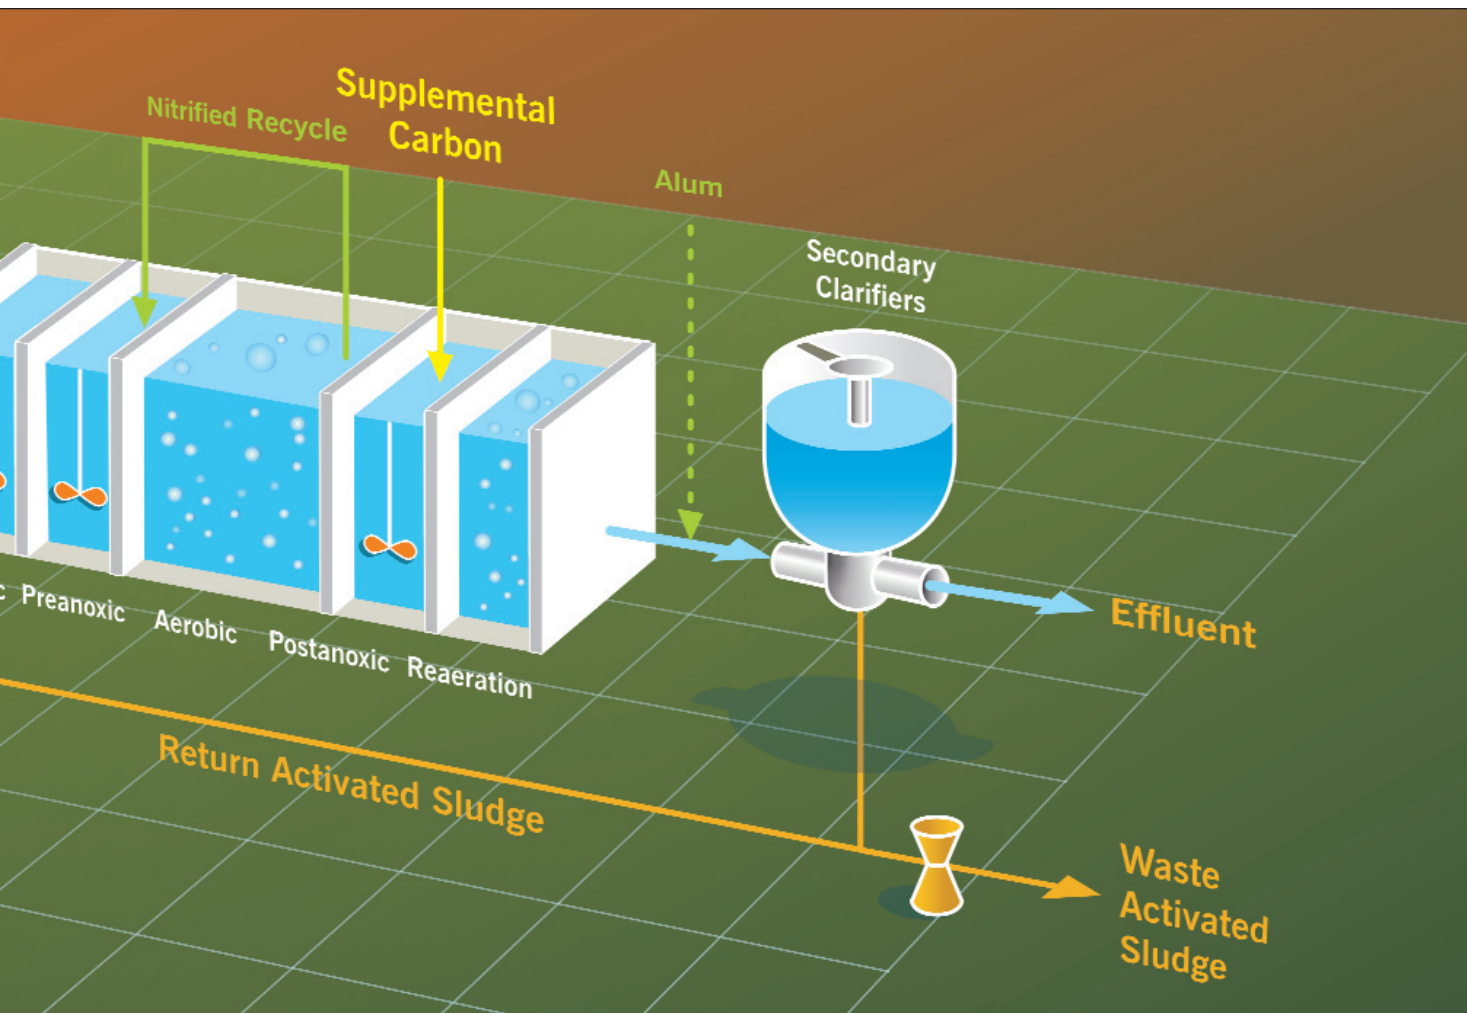 Supplemental
Carbon
Nitrified Recycle
Alum
Secondary
Clarifiers
c Preanoxic Aerobic Postanoxic Reaeration
Effluent
Return Activated Sludge
Waste
Activated
Sludge